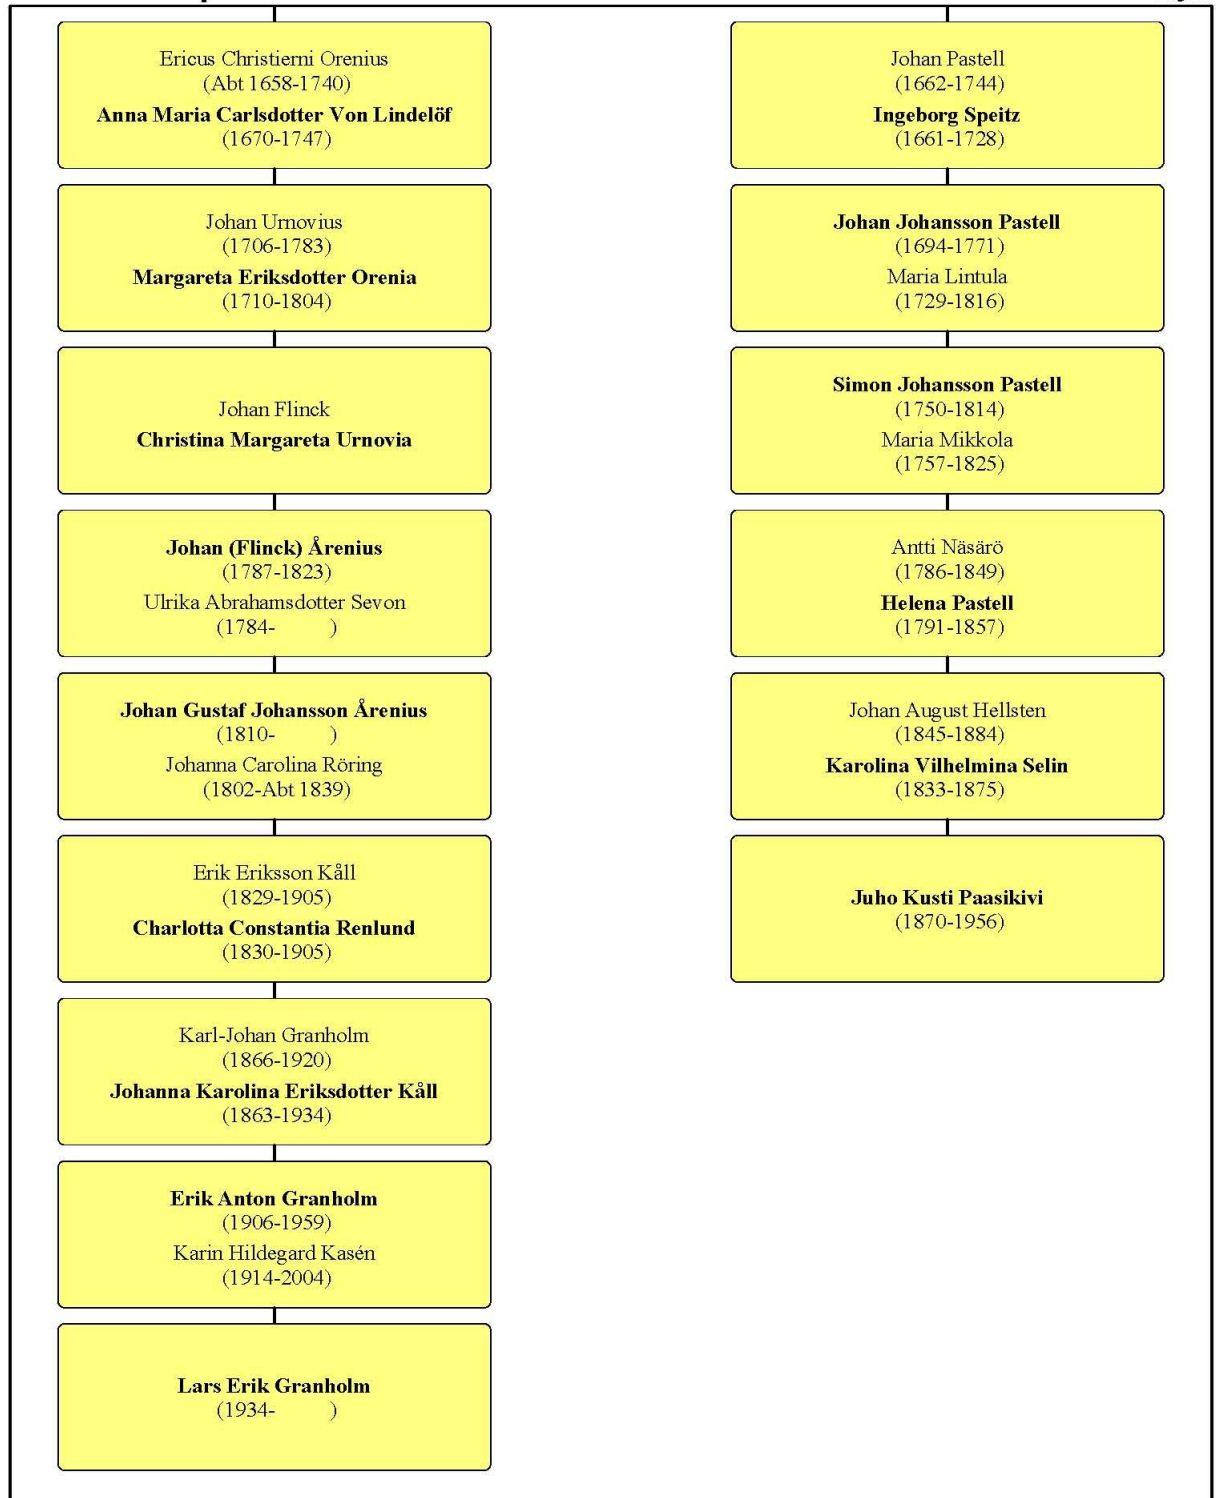 Ericus Christierni Orenius
(Abt 1658-1740)
Anna Maria Carlsdotter Von Lindelöf
(1670-1747)
Johan Urnovius
(1706-1783)
Margareta Eriksdotter Orenia
(1710-1804)
Johan Flinck
Christina Margareta Urnovia
Johan (Flinck) Årenius
(1787-1823)
Ulrika Abrahamsdotter Sevon
(1784- )
Johan Gustaf Johansson Årenius
(1810- )
Johanna Carolina Röring
(1802-Abt 1839)
Erik Eriksson Kåll
(1829-1905)
Charlotta Constantia Renlund
(1830-1905)
Karl-Johan Granholm
(1866-1920)
Johanna Karolina Eriksdotter Kåll
(1863-1934)
Erik Anton Granholm
(1906-1959)
Karin Hildegard Kasén
(1914-2004)
Lars Erik Granholm
(1934- )
Johan Pastell
(1662-1744)
Ingeborg Speitz
(1661-1728)
Johan Johansson Pastell
(1694-1771)
Maria Lintula
(1729-1816)
Simon Johansson Pastell
(1750-1814)
Maria Mikkola
(1757-1825)
Antti Näsärö
(1786-1849)
Helena Pastell
(1791-1857)
Johan August Hellsten
(1845-1884)
Karolina Vilhelmina Selin
(1833-1875)
Juho Kusti Paasikivi
(1870-1956)